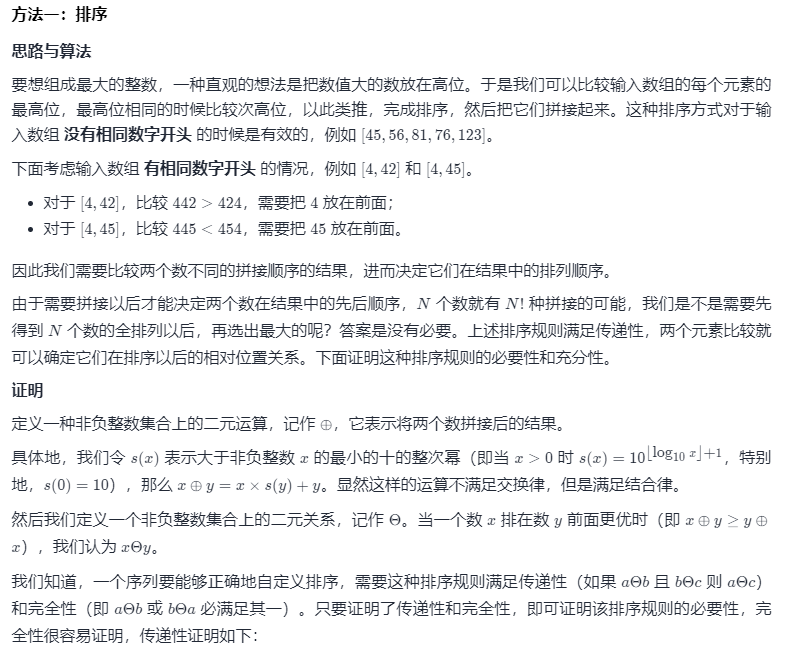 方法一：排序
思路与算法
要想组成最大的整数，一种直观的想法是把数值大的数放在高位。于是我们可以比较输入数组的每个元素的
最高位，最高位相同的时候比较次高位，以此类推，完成排序，然后把它们拼接起来。这种排序方式对于输
入数组 没有相同数字开头 的时候是有效的，例如 [45, 56, 81, 76, 123]。
下面考虑输入数组 有相同数字开头 的情况，例如 [4, 42] 和 [4, 45]。
• 对于 [4, 42]，比较 442 > 424，需要把 4 放在前面；
• 对于 [4, 45]，比较 445 < 454，需要把 45 放在前面。
因此我们需要比较两个数不同的拼接顺序的结果，进而决定它们在结果中的排列顺序。
由于需要拼接以后才能决定两个数在结果中的先后顺序，N 个数就有 N! 种拼接的可能，我们是不是需要先
得到 N 个数的全排列以后，再选出最大的呢？答案是没有必要。上述排序规则满足传递性，两个元素比较就
可以确定它们在排序以后的相对位置关系。下面证明这种排序规则的必要性和充分性。
证明
定义一种非负整数集合上的二元运算，记作 ⊕，它表示将两个数拼接后的结果。
具体地，我们令 s(x) 表示大于非负整数 x 的最小的十的整次幂（即当 x > 0 时 s(x) = 10^{⌊log₁₀ x⌋+1}，特别
地，s(0) = 10），那么 x ⊕ y = x × s(y) + y。显然这样的运算不满足交换律，但是满足结合律。
然后我们定义一个非负整数集合上的二元关系，记作 Θ。当一个数 x 排在数 y 前面更优时（即 x ⊕ y ≥ y ⊕
x），我们认为 xΘy。
我们知道，一个序列要能够正确地自定义排序，需要这种排序规则满足传递性（如果 aΘb 且 bΘc 则 aΘc）
和完全性（即 aΘb 或 bΘa 必满足其一）。只要证明了传递性和完全性，即可证明该排序规则的必要性，完
全性很容易证明，传递性证明如下：